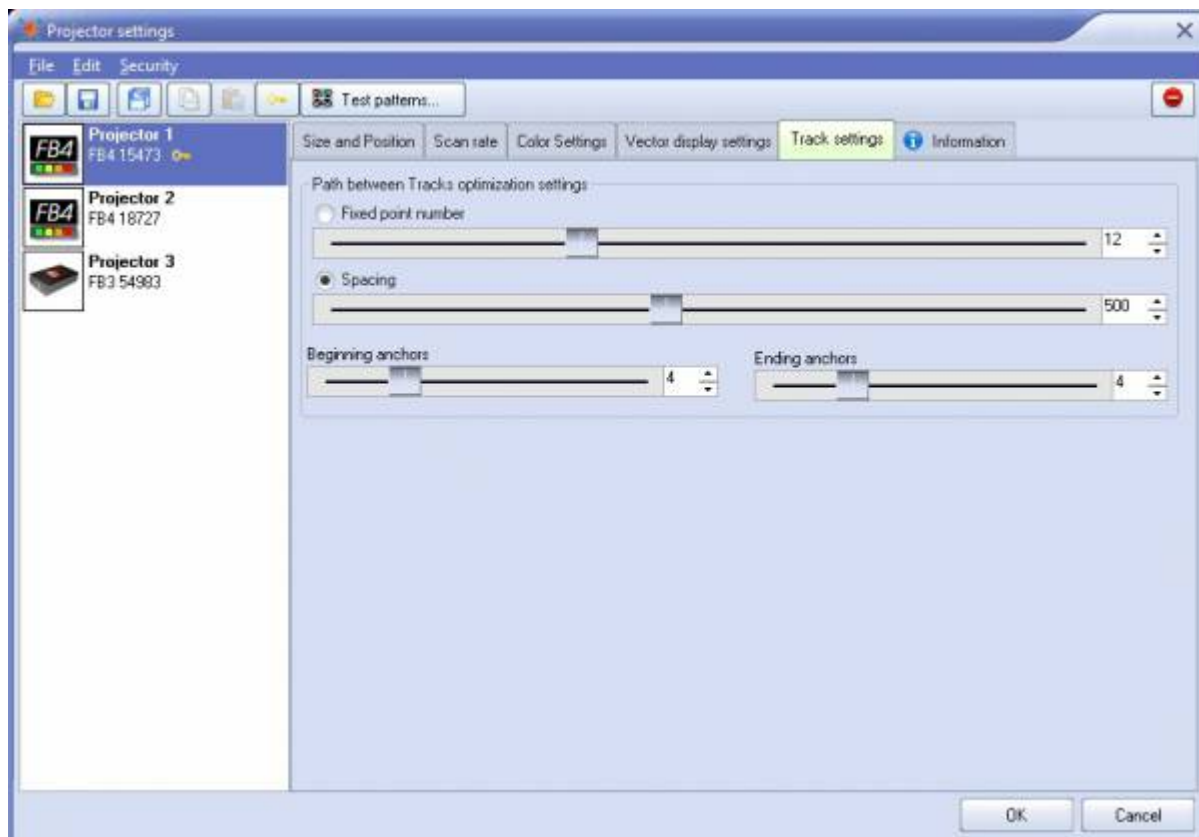 Projector settings
File Edit Security
Test patterns...
FB4 Projector 1
FB4 15473
FB4 Projector 2
FB4 18727
Projector 3
FB3 54983
Size and Position Scan rate Color Settings Vector display settings Track settings Information
Path between Tracks optimization settings
Fixed point number
12
Spacing
500
Beginning anchors Ending anchors
4 4
OK Cancel